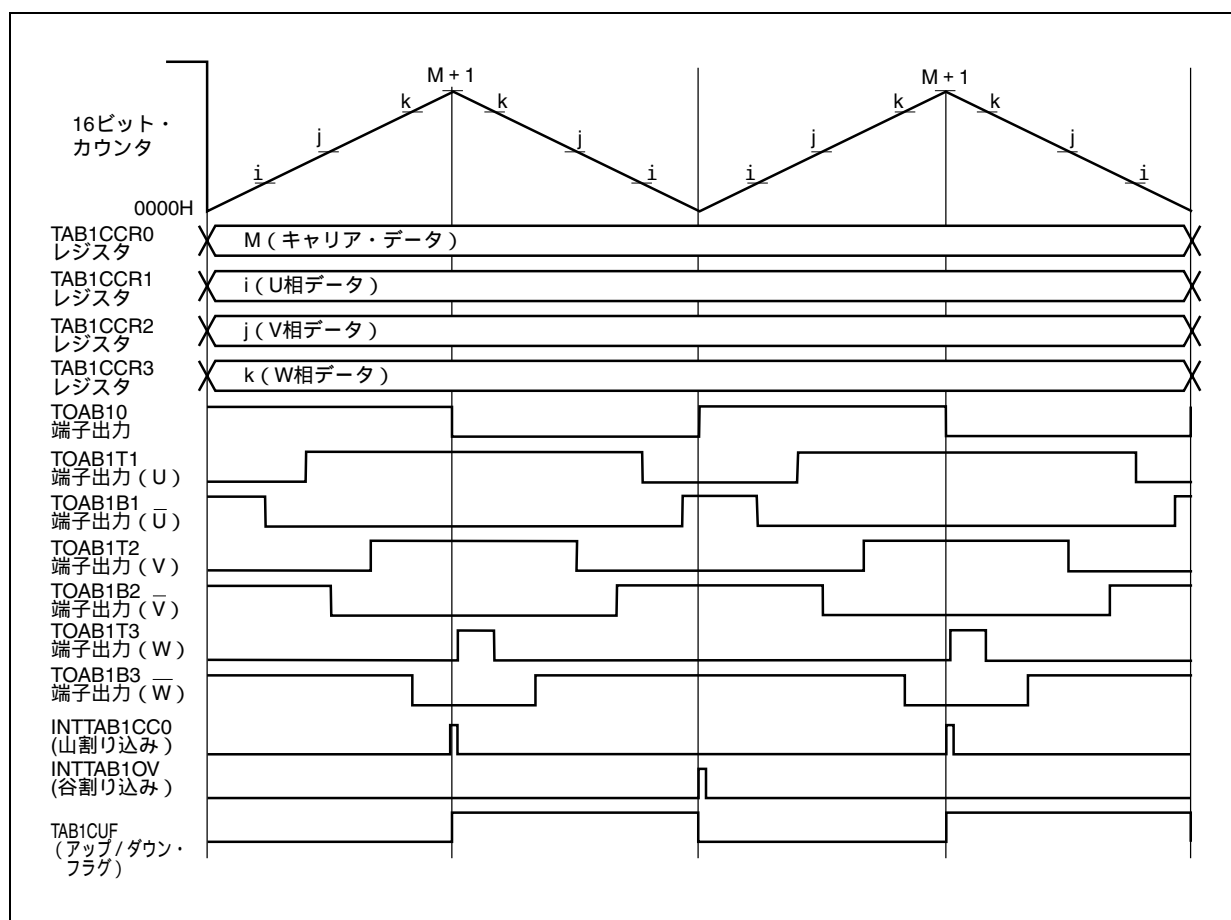 M + 1
M + 1
k
k
k
k
j
j
j
j
i
i
i
i
16ビット・
カウンタ
0000H
TAB1CCR0
レジスタ
M（キャリア・データ）
TAB1CCR1
レジスタ
i（U相データ）
TAB1CCR2
レジスタ
j（V相データ）
TAB1CCR3
レジスタ
k（W相データ）
TOAB10
端子出力
TOAB1T1
端子出力（U）
TOAB1B1
端子出力（U̅）
TOAB1T2
端子出力（V）
TOAB1B2
端子出力（V̅）
TOAB1T3
端子出力（W）
TOAB1B3
端子出力（W̅）
INTTAB1CC0
(山割り込み）
INTTAB1OV
(谷割り込み）
TAB1CUF
（アップ/ダウン・
フラグ）